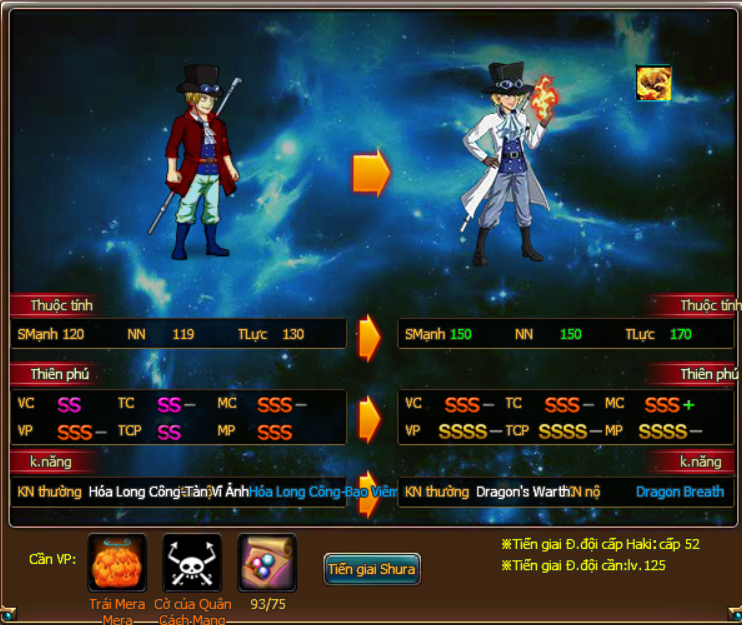 Thuộc tính Thuộc tính
SMạnh 120 NN 119 TLực 130 SMạnh 150 NN 150 TLực 170
Thiên phú Thiên phú
VC SS TC SS– MC SSS– VC SSS– TC SSS– MC SSS+
VP SSS– TCP SS MP SSS VP SSSS– TCP SSSS– MP SSSS–
k.năng k.năng
KN thường Hóa Long Công-Tàn Vĩ Ảnh Hóa Long Công-Bạo Viêm KN thường Dragon's Warth KN nộ Dragon Breath
※Tiến giai Đ.đội cấp Haki: cấp 52
Cần VP: ※Tiến giai Đ.đội cần:lv.125
Tiến giai Shura
Trái Mera Cờ của Quân 93/75
Mera Cách Mạng